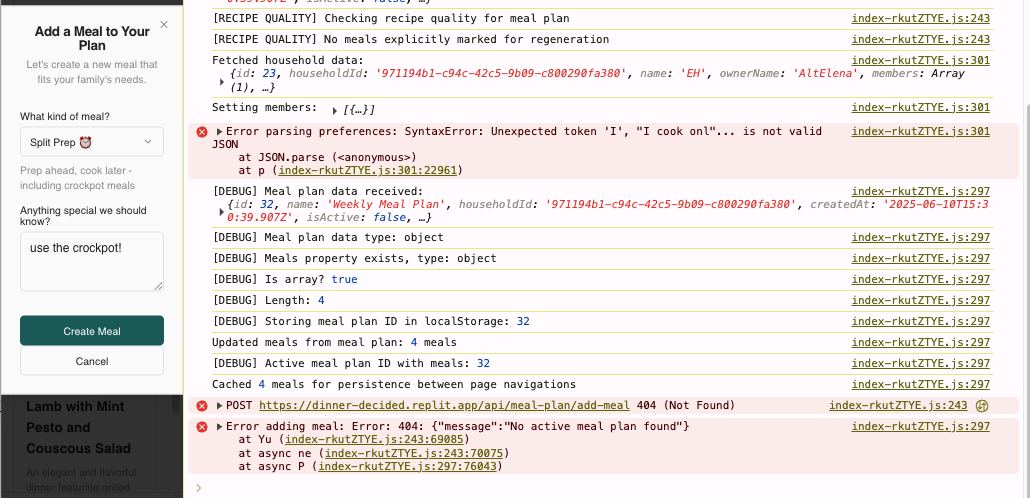 Add a Meal to Your
Plan
Let's create a new meal that
fits your family's needs.
What kind of meal?
Split Prep ⏰
Prep ahead, cook later -
including crockpot meals
Anything special we should
know?
use the crockpot!
Create Meal
Cancel
Lamb with Mint
Pesto and
Couscous Salad
An elegant and flavorful
dinner featuring grilled
[RECIPE QUALITY] Checking recipe quality for meal plan index-rkutZTYE.js:243
[RECIPE QUALITY] No meals explicitly marked for regeneration index-rkutZTYE.js:243
Fetched household data: index-rkutZTYE.js:301
{id: 23, householdId: '971194b1-c94c-42c5-9b09-c800290fa380', name: 'EH', ownerName: 'AltElena', members: Array
(1), …}
Setting members: [{…}] index-rkutZTYE.js:301
Error parsing preferences: SyntaxError: Unexpected token 'I', "I cook onl"... is not valid index-rkutZTYE.js:301
JSON
at JSON.parse (<anonymous>)
at p (index-rkutZTYE.js:301:22961)
[DEBUG] Meal plan data received: index-rkutZTYE.js:297
{id: 32, name: 'Weekly Meal Plan', householdId: '971194b1-c94c-42c5-9b09-c800290fa380', createdAt: '2025-06-10T15:3
0:39.907Z', isActive: false, …}
[DEBUG] Meal plan data type: object index-rkutZTYE.js:297
[DEBUG] Meals property exists, type: object index-rkutZTYE.js:297
[DEBUG] Is array? true index-rkutZTYE.js:297
[DEBUG] Length: 4 index-rkutZTYE.js:297
[DEBUG] Storing meal plan ID in localStorage: 32 index-rkutZTYE.js:297
Updated meals from meal plan: 4 meals index-rkutZTYE.js:297
[DEBUG] Active meal plan ID with meals: 32 index-rkutZTYE.js:297
Cached 4 meals for persistence between page navigations index-rkutZTYE.js:297
POST https://dinner-decided.replit.app/api/meal-plan/add-meal 404 (Not Found) index-rkutZTYE.js:243
Error adding meal: Error: 404: {"message":"No active meal plan found"} index-rkutZTYE.js:297
at Yu (index-rkutZTYE.js:243:69085)
at async ne (index-rkutZTYE.js:243:70075)
at async P (index-rkutZTYE.js:297:76043)